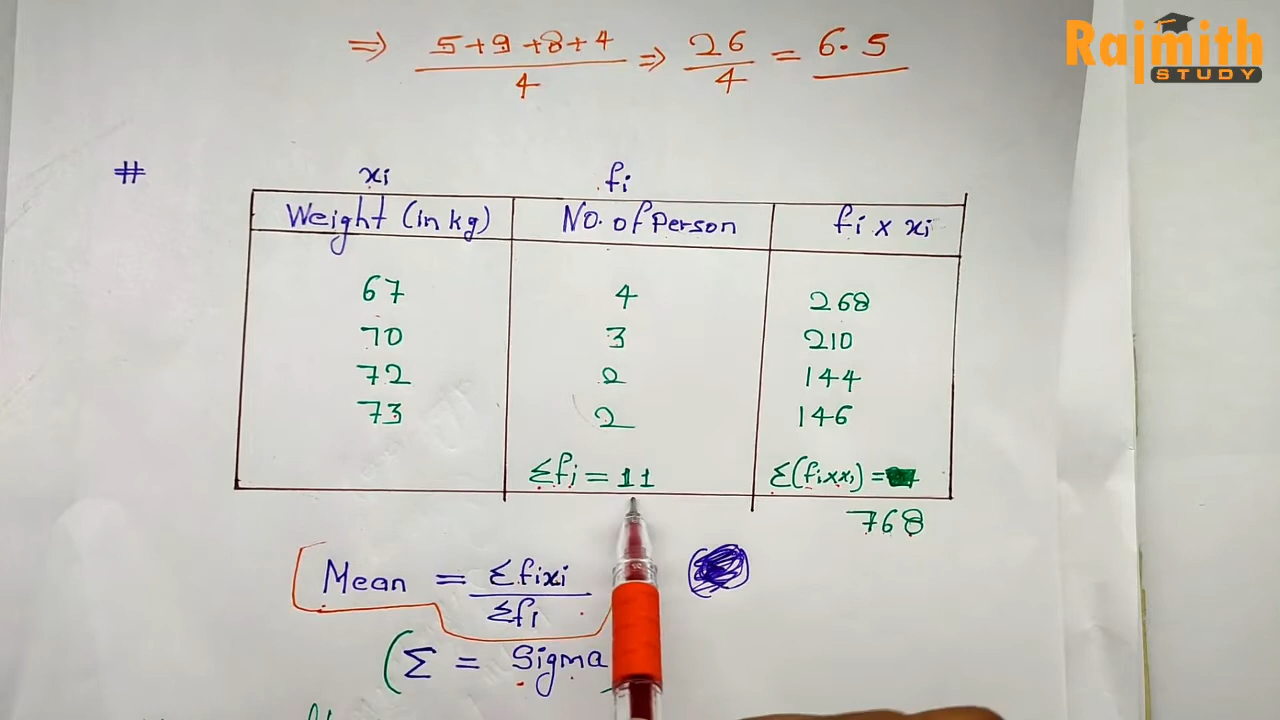 Rajmith
STUDY
⇒ 5+9+8+4/4 ⇒ 26/4 = 6.5
#
xi fi
Weight (in kg) No. of Person fi x xi
67 4 268
70 3 210
72 2 144
73 2 146
Σfi = 11 Σ(fixxi) =
768
Mean = Σfixi/Σfi
(Σ = Sigma